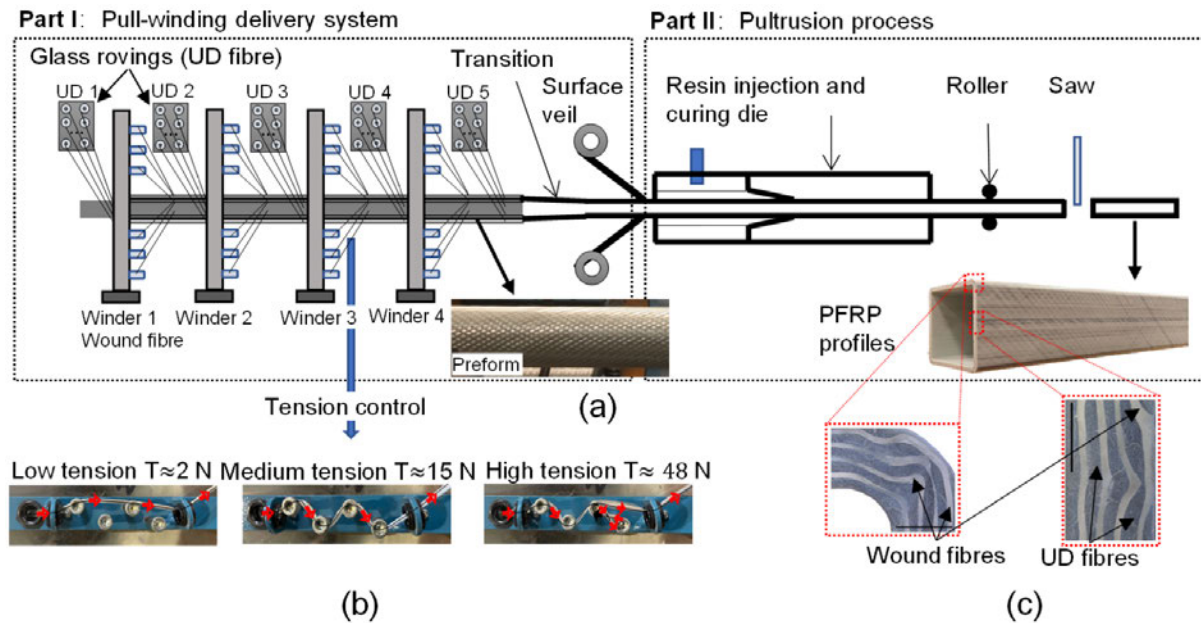 Part I: Pull-winding delivery system
Part II: Pultrusion process
Glass rovings (UD fibre)
UD 1
UD 2
UD 3
UD 4
UD 5
Transition
Surface
veil
Resin injection and
curing die
Roller
Saw
Winder 1
Wound fibre
Winder 2
Winder 3
Winder 4
Preform
PFRP
profiles
Tension control
(a)
Low tension T≈2 N
Medium tension T≈15 N
High tension T≈ 48 N
Wound fibres
UD fibres
(b)
(c)